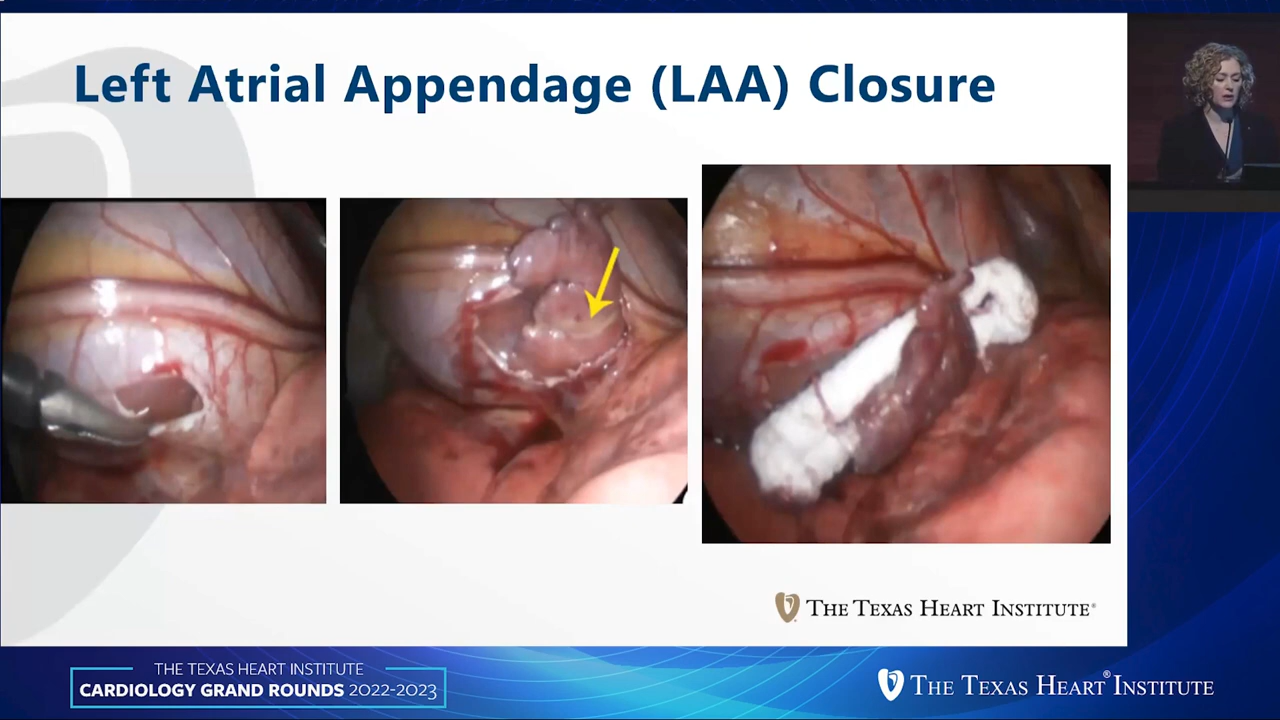 Left Atrial Appendage (LAA) Closure
THE TEXAS HEART INSTITUTE®
THE TEXAS HEART INSTITUTE
CARDIOLOGY GRAND ROUNDS 2022-2023
THE TEXAS HEART® INSTITUTE